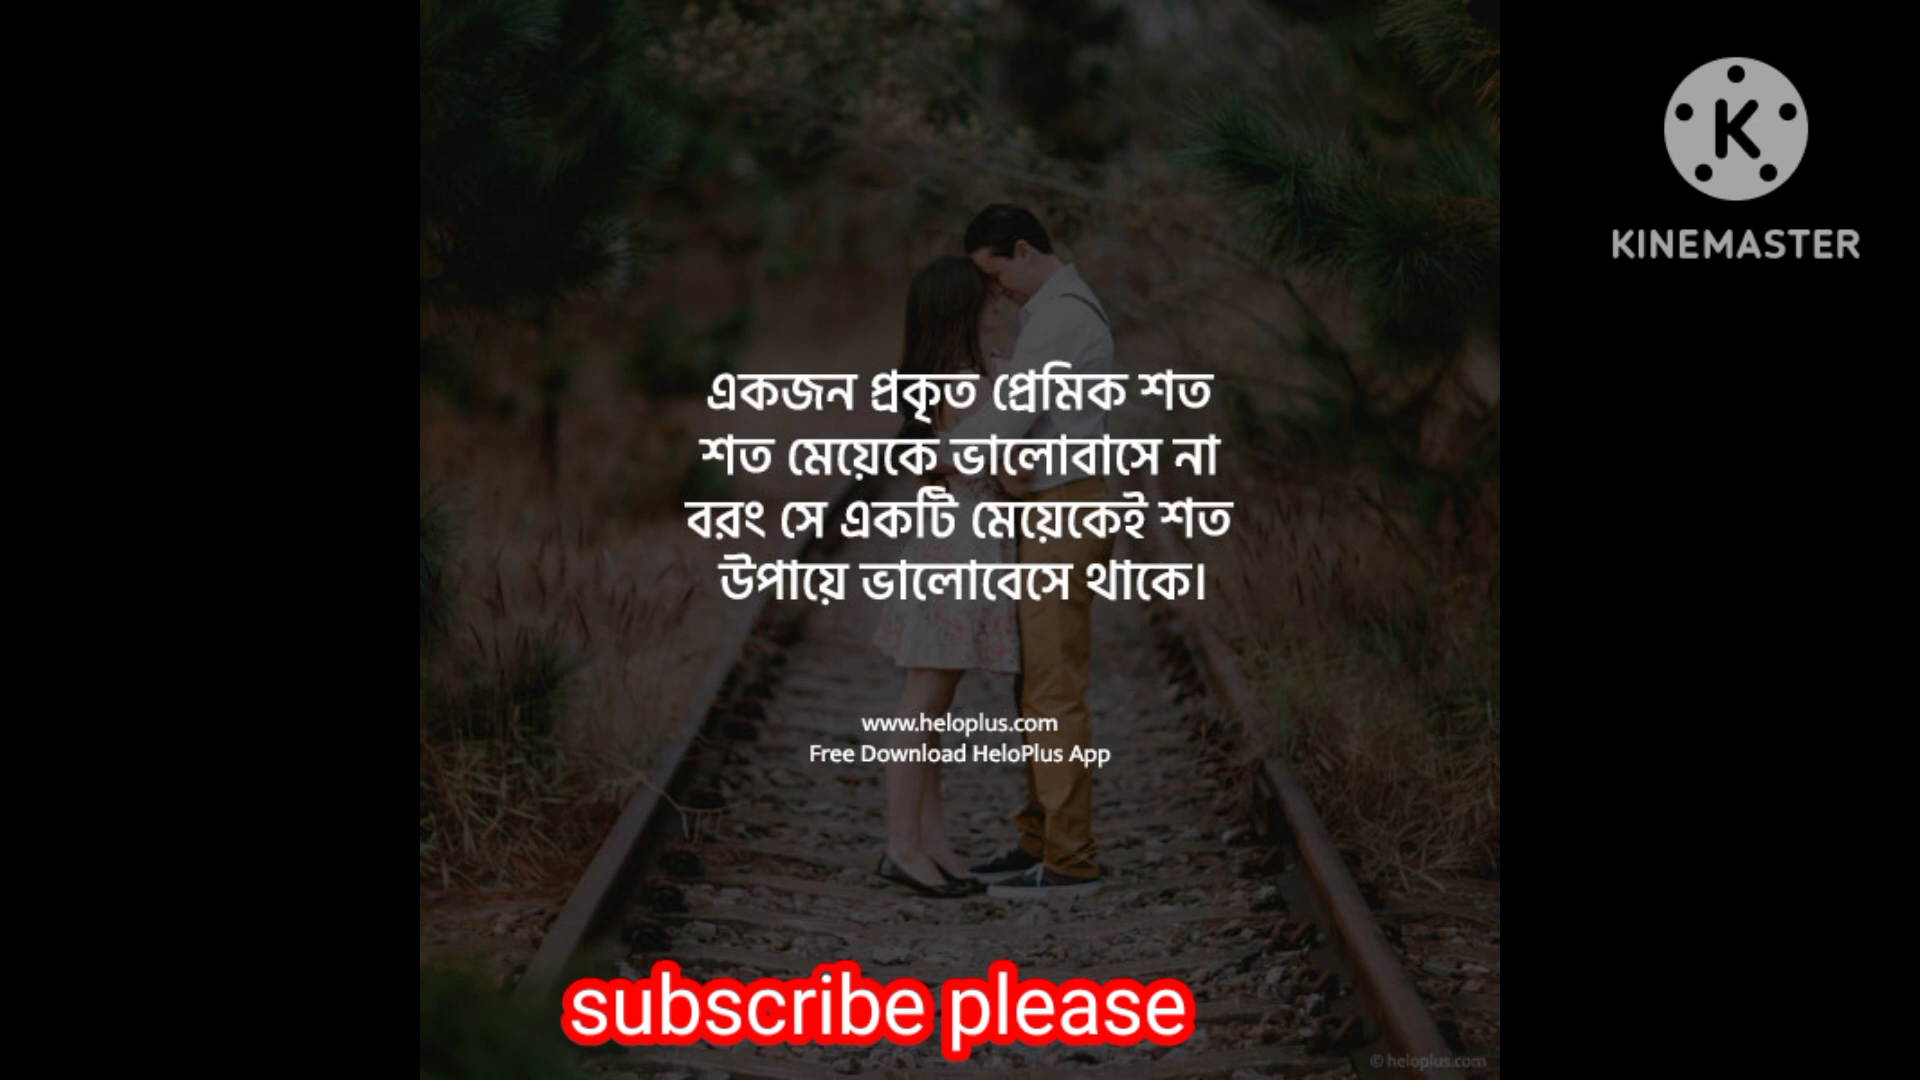 K
KINEMASTER
একজন প্রকৃত প্রেমিক শত
শত মেয়েকে ভালোবাসে না
বরং সে একটি মেয়েকেই শত
উপায়ে ভালোবেসে থাকে।
www.heloplus.com
Free Download HeloPlus App
subscribe please
© heloplus.com